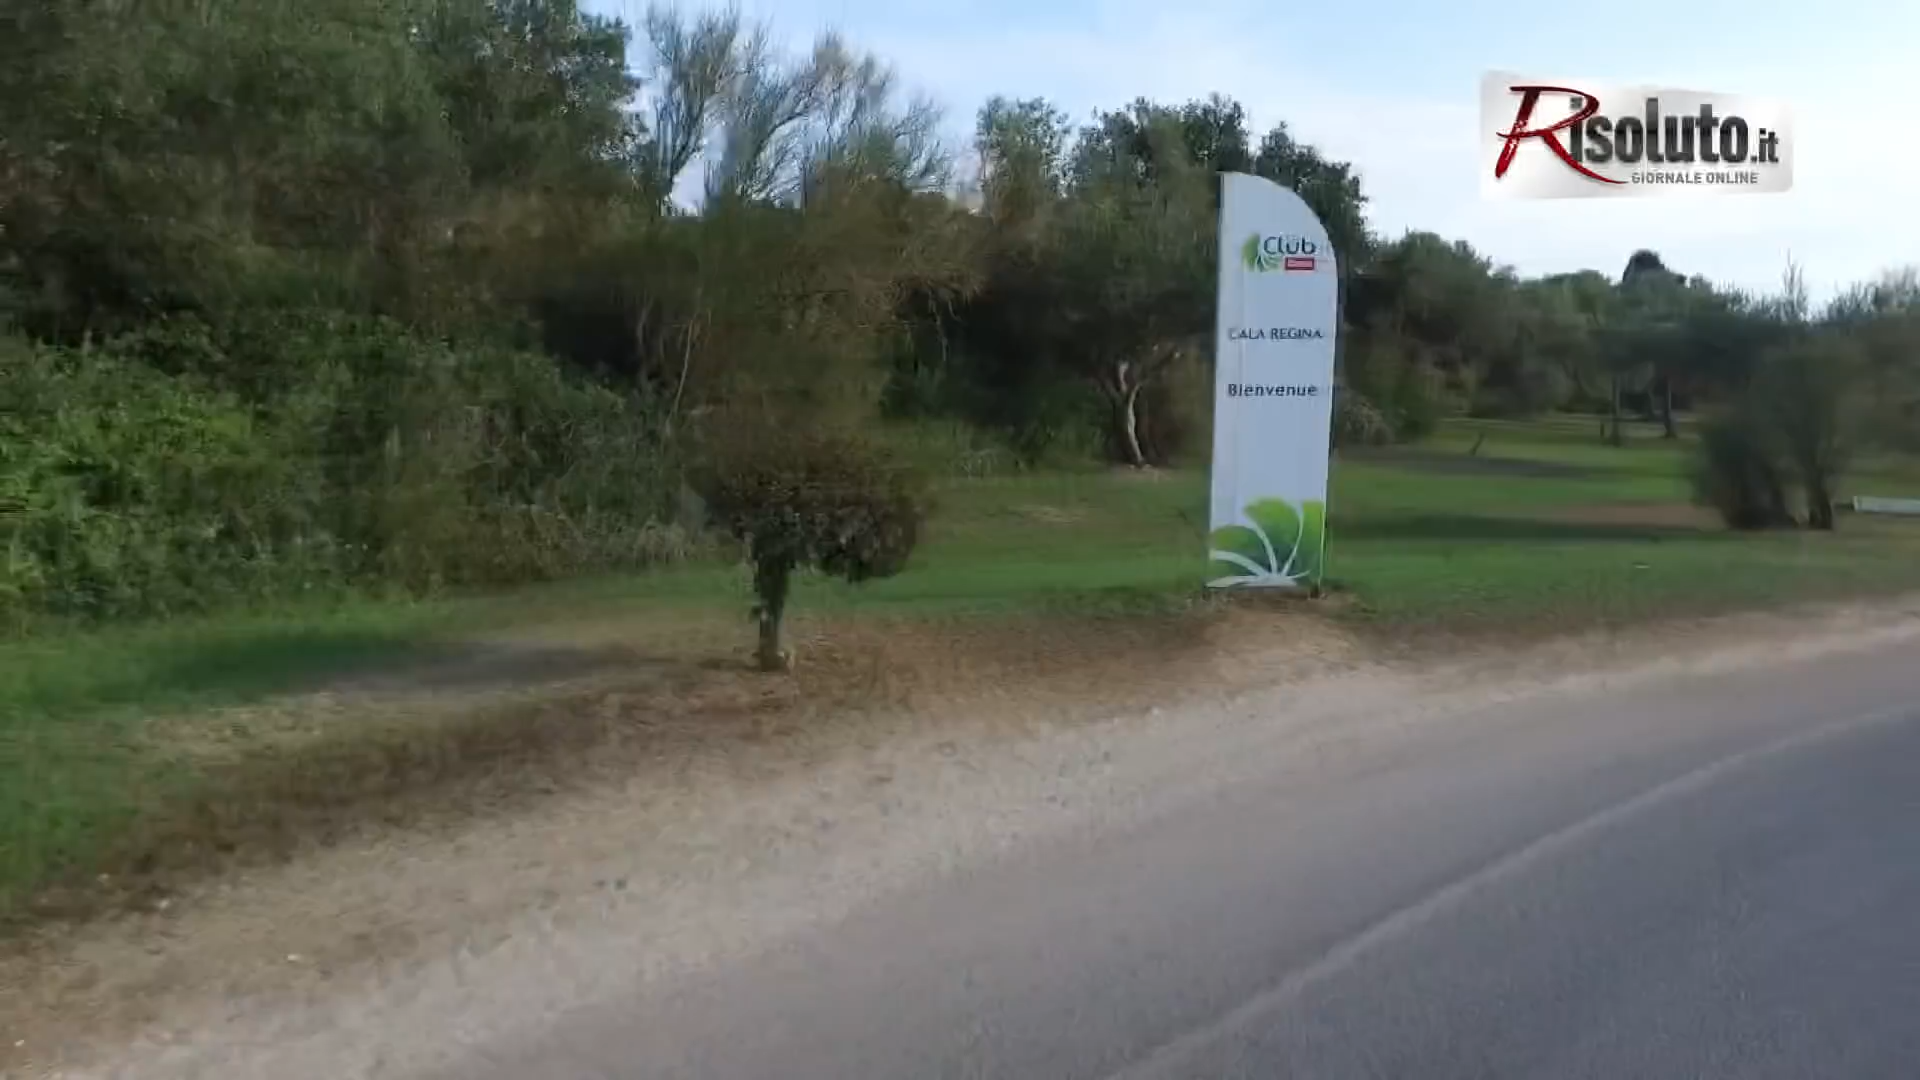 Risoluto.it
GIORNALE ONLINE
Club
CALA REGINA
Bienvenue